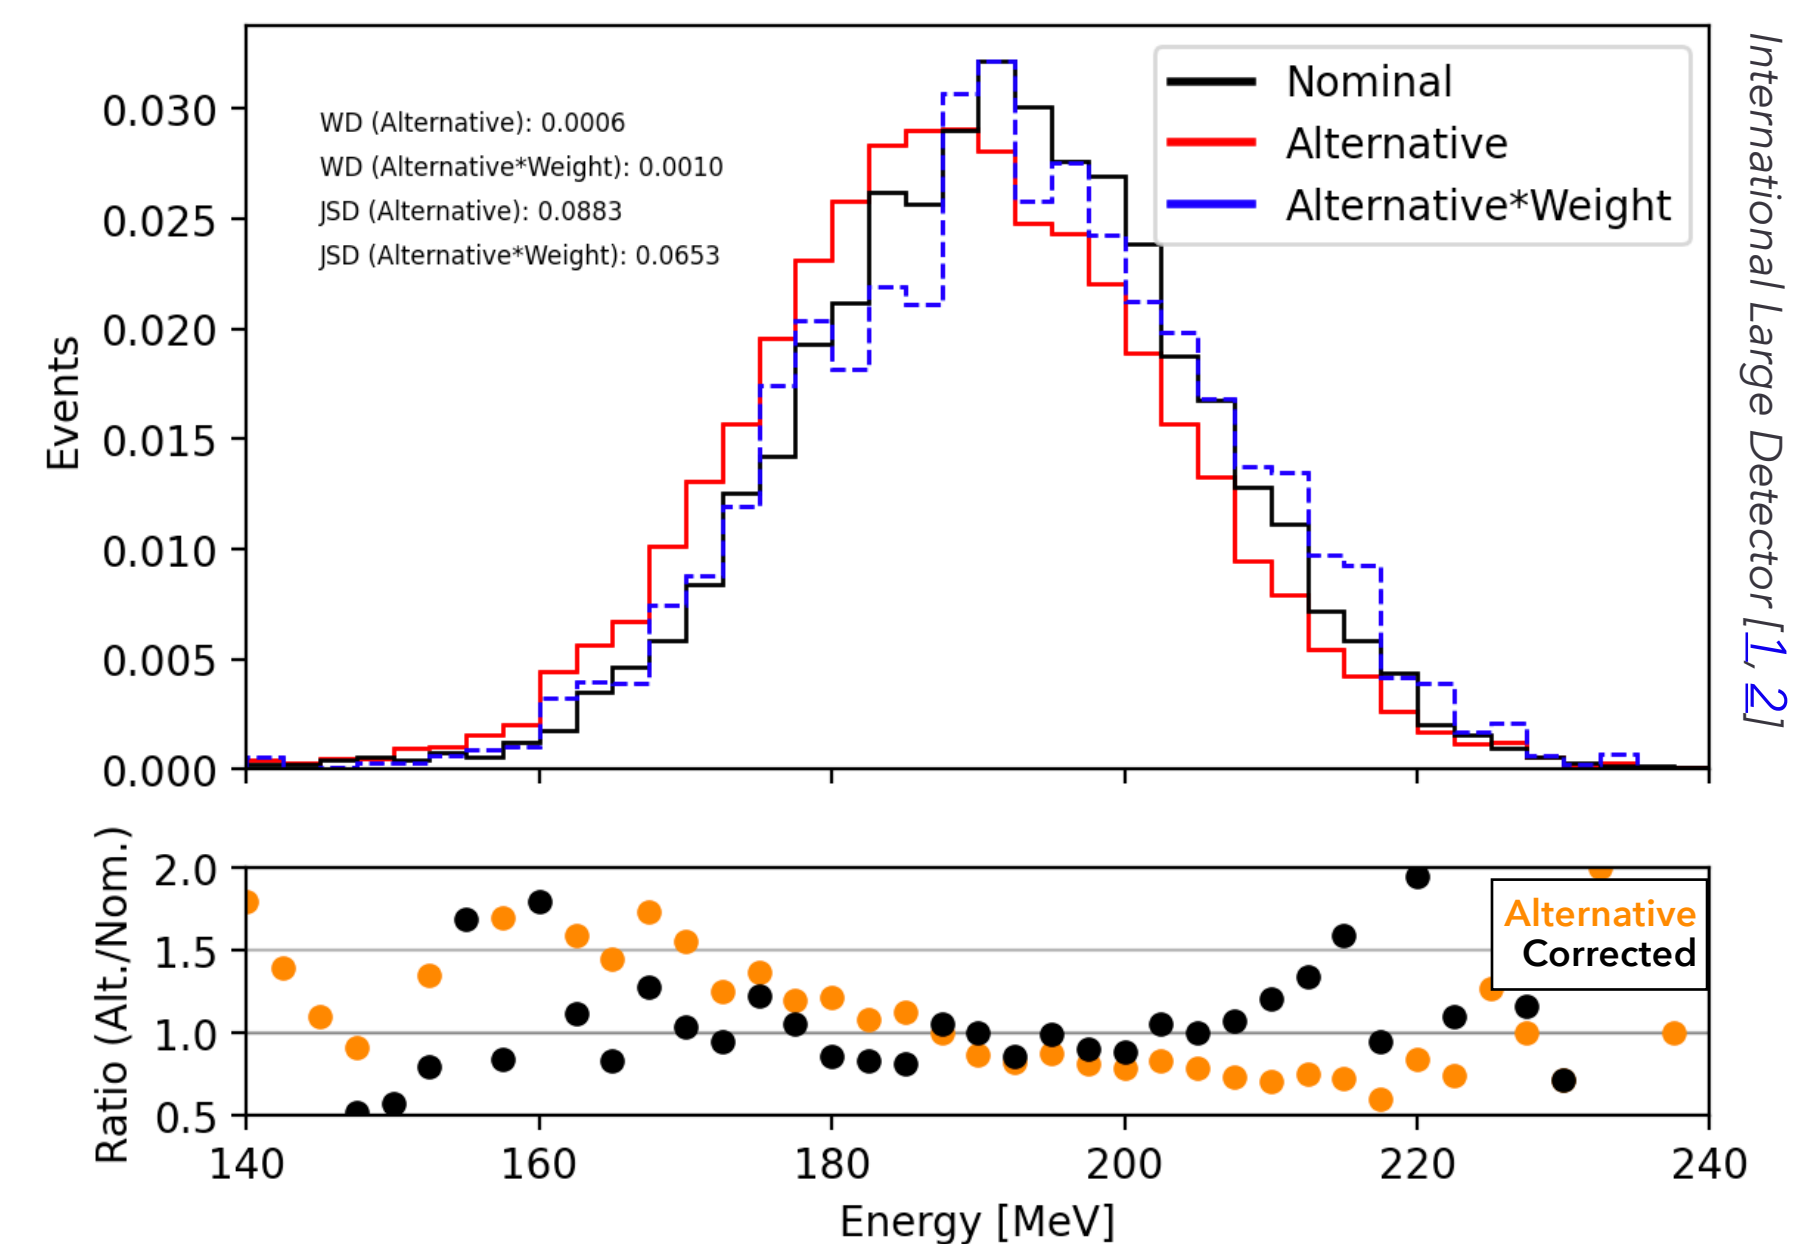 Nominal
Alternative
Alternative*Weight
WD (Alternative): 0.0006
WD (Alternative*Weight): 0.0010
JSD (Alternative): 0.0883
JSD (Alternative*Weight): 0.0653
Events
0.030
0.025
0.020
0.015
0.010
0.005
0.000
International Large Detector [1, 2]
Ratio (Alt./Nom.)
2.0
1.5
1.0
0.5
Alternative
Corrected
140 160 180 200 220 240
Energy [MeV]